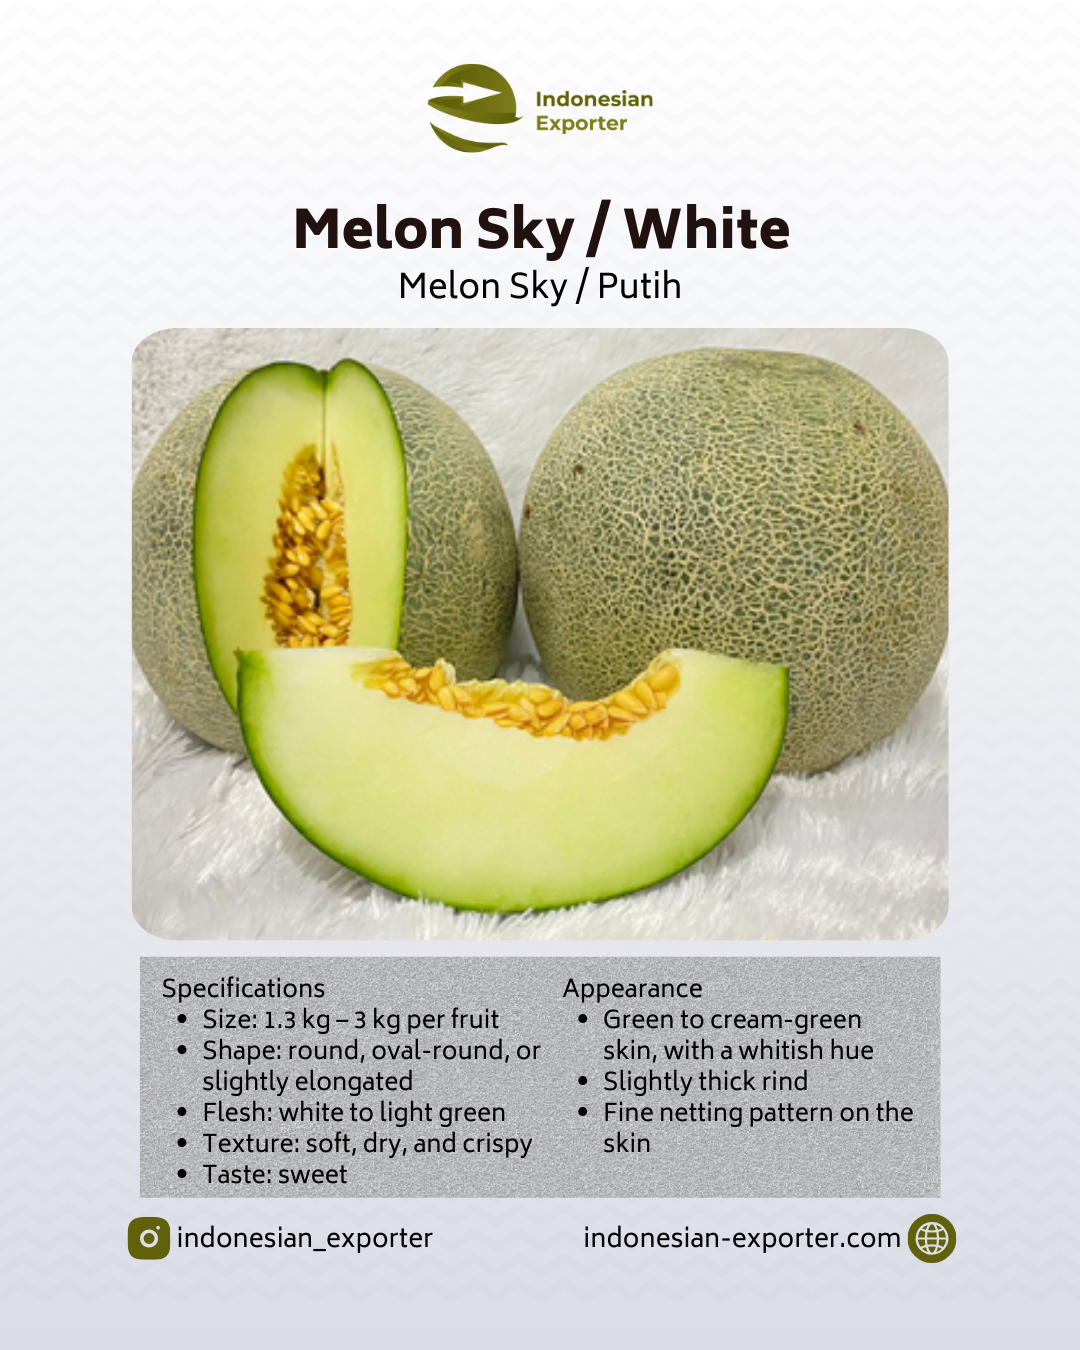 Indonesian
Exporter
Melon Sky / White
Melon Sky / Putih
Specifications
• Size: 1.3 kg – 3 kg per fruit
• Shape: round, oval-round, or
slightly elongated
• Flesh: white to light green
• Texture: soft, dry, and crispy
• Taste: sweet
Appearance
• Green to cream-green
skin, with a whitish hue
• Slightly thick rind
• Fine netting pattern on the
skin
indonesian_exporter
indonesian-exporter.com